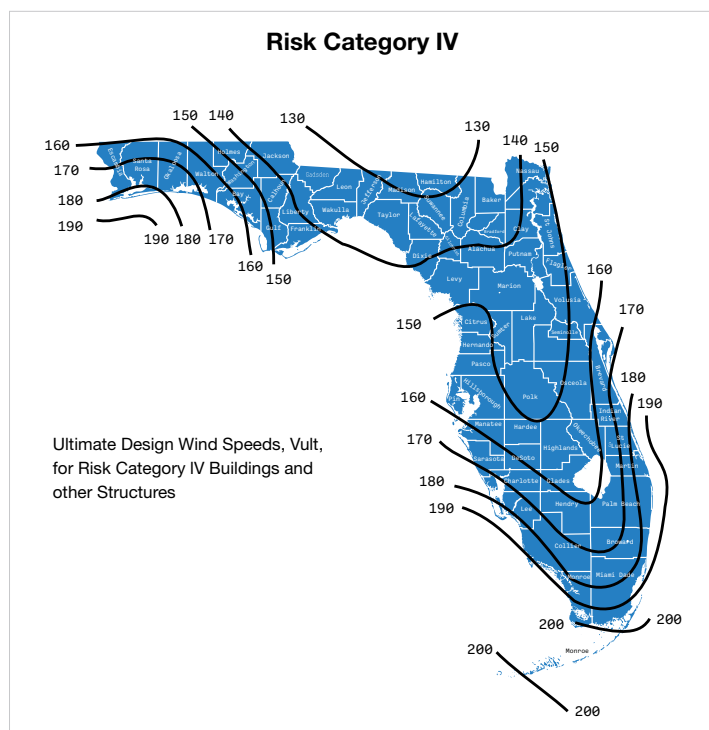 Risk Category IV
150 140
130
130
140
150
160
170
180
190
190
180
170
160
150
Escambia
Santa
Rosa
Okaloosa
Walton
Holmes
Washington
Bay
Jackson
Calhoun
Gulf
Liberty
Franklin
Gadsden
Leon
Wakulla
Jefferson
Madison
Taylor
Hamilton
Suwannee
Lafayette
Dixie
Columbia
Baker
Nassau
Bradford
Clay
St Johns
Alachua
Putnam
Flagler
Levy
Marion
Volusia
160
170
150
Citrus
Sumter
Lake
Seminole
Hernando
Pasco
Hillsborough
Pin
Polk
Osceola
Brevard
180
190
160
Manatee
Hardee
Highlands
Okeechobee
Indian
River
St
Lucie
170
Sarasota
DeSoto
Martin
Ultimate Design Wind Speeds, Vult,
for Risk Category IV Buildings and
other Structures
180
Charlotte
Glades
190
Lee
Hendry
Palm Beach
Collier
Broward
Monroe
Miami Dade
200
200
200
Monroe
200